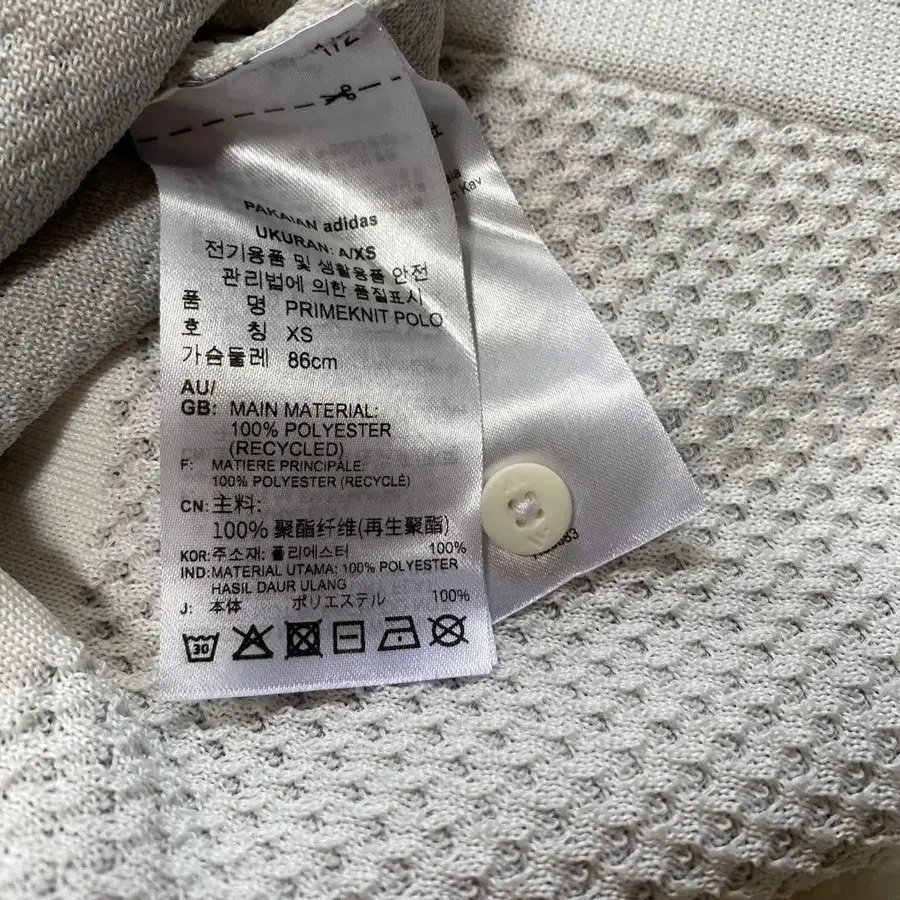 1/2
PAKAIAN adidas
UKURAN: A/XS
전기용품 및 생활용품 안전
관리법에 의한 품질표시
품 명 PRIMEKNIT POLO
호 칭 XS
가슴둘레 86cm
AU/
GB: MAIN MATERIAL:
100% POLYESTER
(RECYCLED)
F: MATIERE PRINCIPALE:
100% POLYESTER (RECYCLÉ)
CN: 主料:
100% 聚酯纤维(再生聚酯)
KOR: 주소재: 폴리에스터 100%
IND: MATERIAL UTAMA: 100% POLYESTER
HASIL DAUR ULANG
J: 本体 ポリエステル 100%
30
Kav